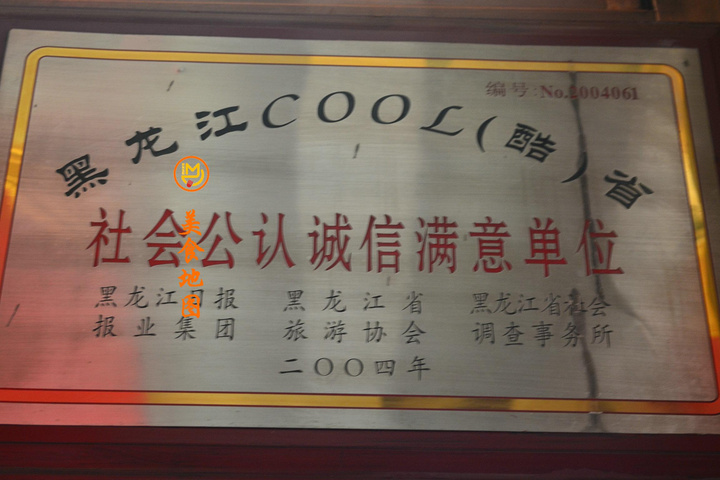 编号:No.2004061
黑龙江COOL(酷)省
社会公认诚信满意单位
黑龙江日报 黑龙江省 黑龙江省社会
报业集团 旅游协会 调查事务所
二〇〇四年
美食地图